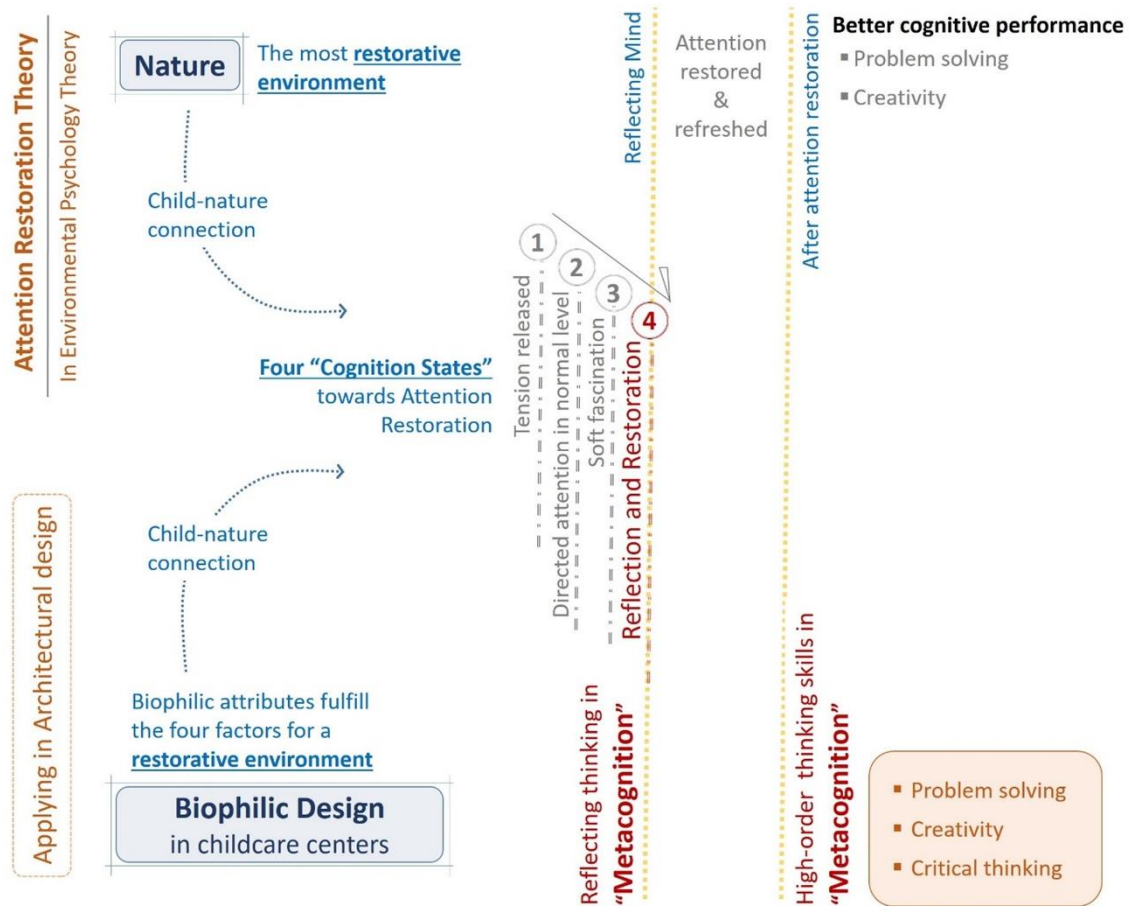 Attention Restoration Theory
In Environmental Psychology Theory
Nature
The most restorative
environment
Child-nature
connection
Four “Cognition States”
towards Attention
Restoration
Child-nature
connection
Applying in Architectural design
Biophilic attributes fulfill
the four factors for a
restorative environment
Biophilic Design
in childcare centers
1
Tension released
2
Directed attention in normal level
3
Soft fascination
4
Reflection and Restoration
Reflecting Mind
Attention
restored
&
refreshed
After attention restoration
Better cognitive performance
▪ Problem solving
▪ Creativity
Reflecting thinking in
“Metacognition”
High-order thinking skills in
“Metacognition”
▪ Problem solving
▪ Creativity
▪ Critical thinking